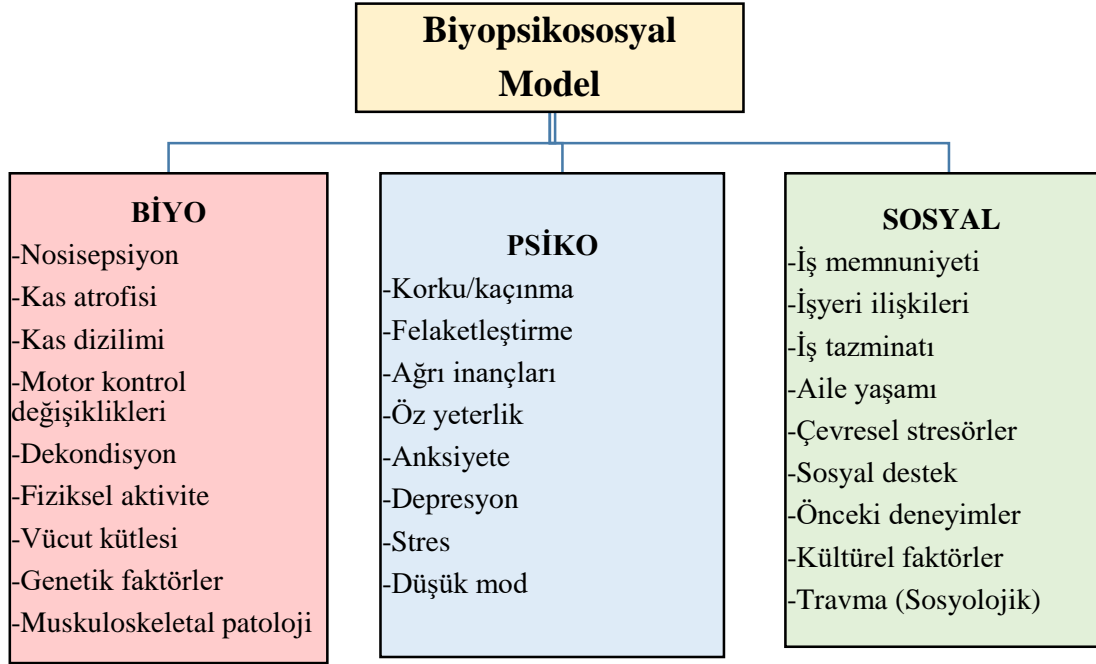 Biyopsikososyal
Model
BİYO
-Nosisepsiyon
-Kas atrofisi
-Kas dizilimi
-Motor kontrol
değişiklikleri
-Dekondisyon
-Fiziksel aktivite
-Vücut kütlesi
-Genetik faktörler
-Muskuloskeletal patoloji
PSİKO
-Korku/kaçınma
-Felaketleştirme
-Ağrı inançları
-Öz yeterlik
-Anksiyete
-Depresyon
-Stres
-Düşük mod
SOSYAL
-İş memnuniyeti
-İşyeri ilişkileri
-İş tazminatı
-Aile yaşamı
-Çevresel stresörler
-Sosyal destek
-Önceki deneyimler
-Kültürel faktörler
-Travma (Sosyolojik)